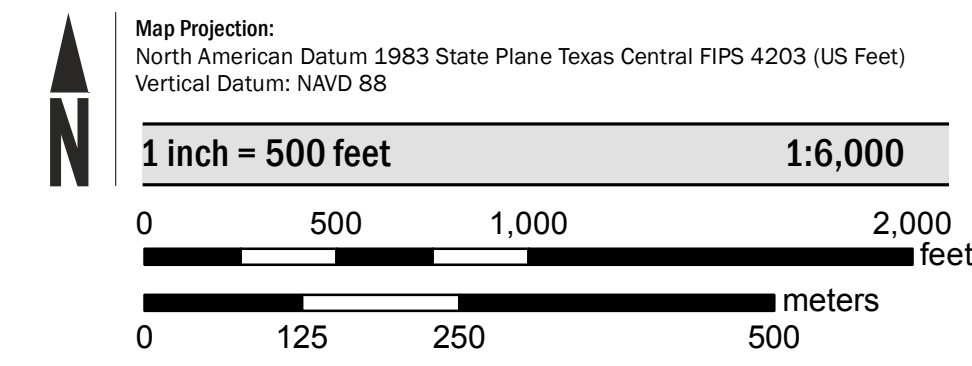 N
Map Projection:
North American Datum 1983 State Plane Texas Central FIPS 4203 (US Feet)
Vertical Datum: NAVD 88
1 inch = 500 feet 1:6,000
0 500 1,000 2,000
feet
meters
0 125 250 500